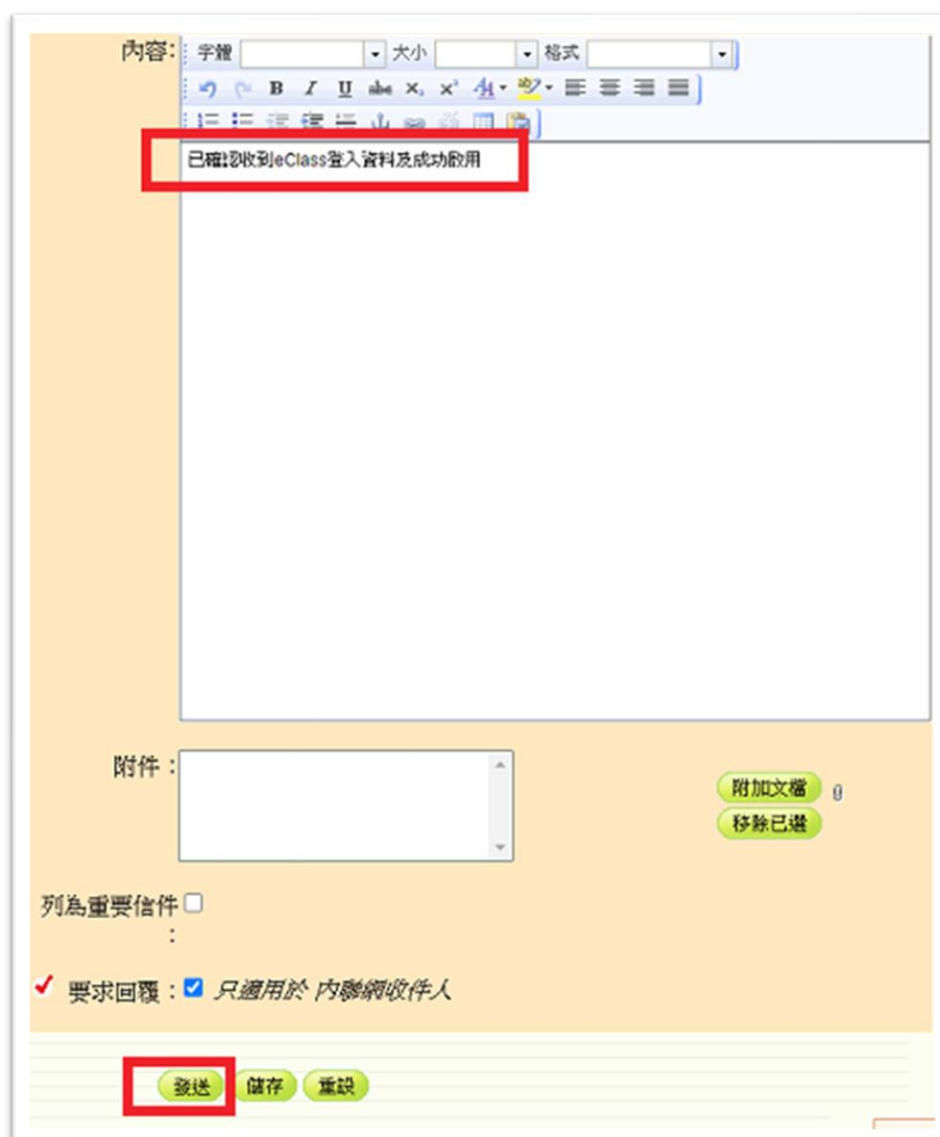 內容:
字體 大小 格式
B I U abc x₂ x²
已確認收到eClass登入資料及成功啟用
附件：
附加文檔
移除已選
列為重要信件：
要求回覆： 只適用於 內聯網收件人
發送 儲存 重設